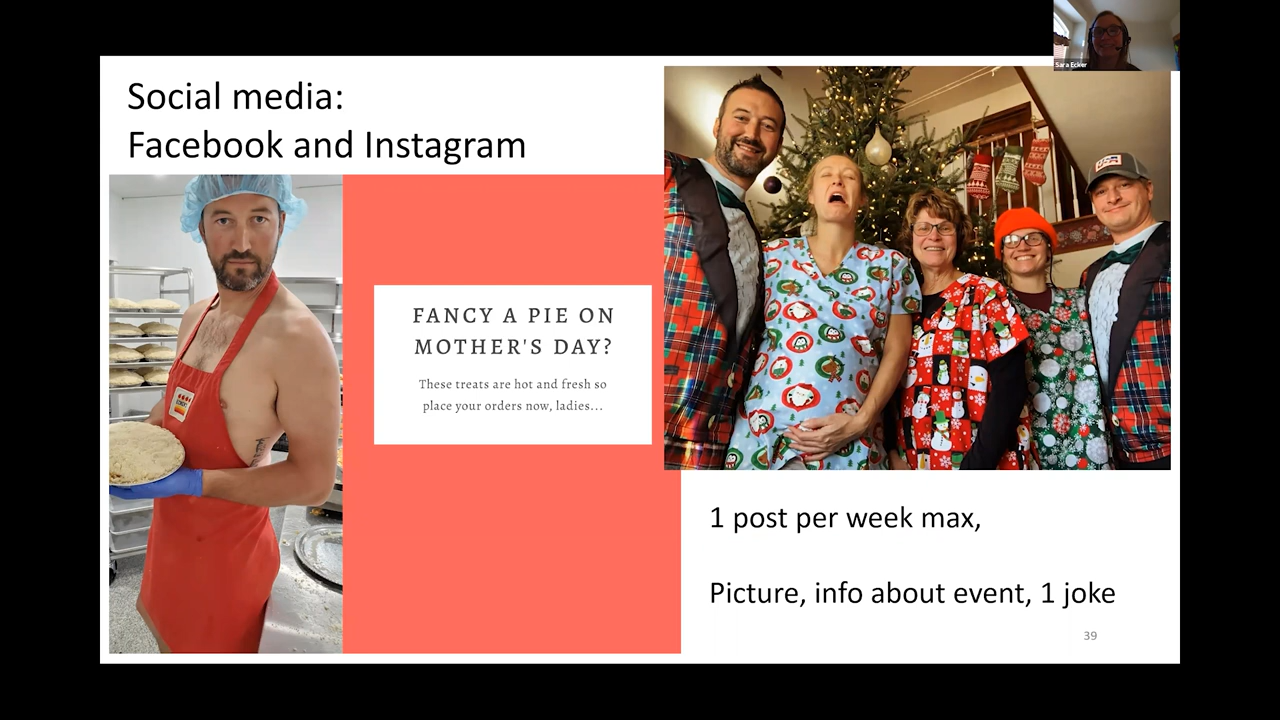 Sara Ecker
Social media:
Facebook and Instagram
FANCY A PIE ON
MOTHER'S DAY?
These treats are hot and fresh so
place your orders now, ladies...
1 post per week max,
Picture, info about event, 1 joke
39